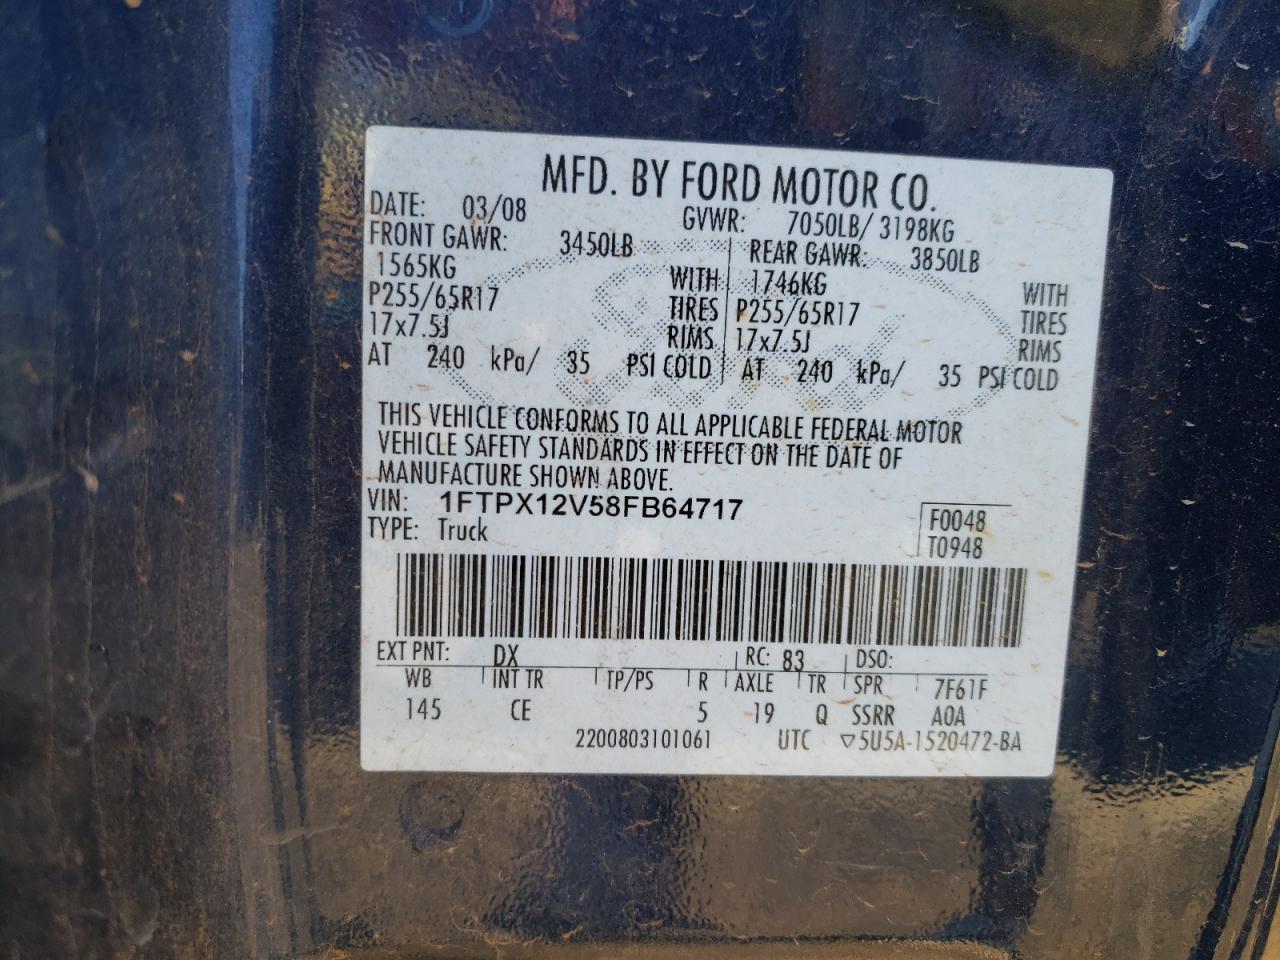 MFD. BY FORD MOTOR CO.
DATE: 03/08 GVWR: 7050LB/ 3198KG
FRONT GAWR: 3450LB REAR GAWR: 3850LB
1565KG WITH 1746KG WITH
P255/65R17 TIRES P255/65R17 TIRES
17x7.5J RIMS 17x7.5J RIMS
AT 240 kPa/ 35 PSI COLD AT 240 kPa/ 35 PSI COLD
THIS VEHICLE CONFORMS TO ALL APPLICABLE FEDERAL MOTOR
VEHICLE SAFETY STANDARDS IN EFFECT ON THE DATE OF
MANUFACTURE SHOWN ABOVE.
VIN: 1FTPX12V58FB64717
TYPE: Truck
F0048
T0948
EXT PNT: DX RC: 83 DSO:
WB INT TR TP/PS R AXLE TR SPR 7F61F
145 CE 5 19 Q SSRR A0A
2200803101061 UTC ▽5U5A-1520472-BA